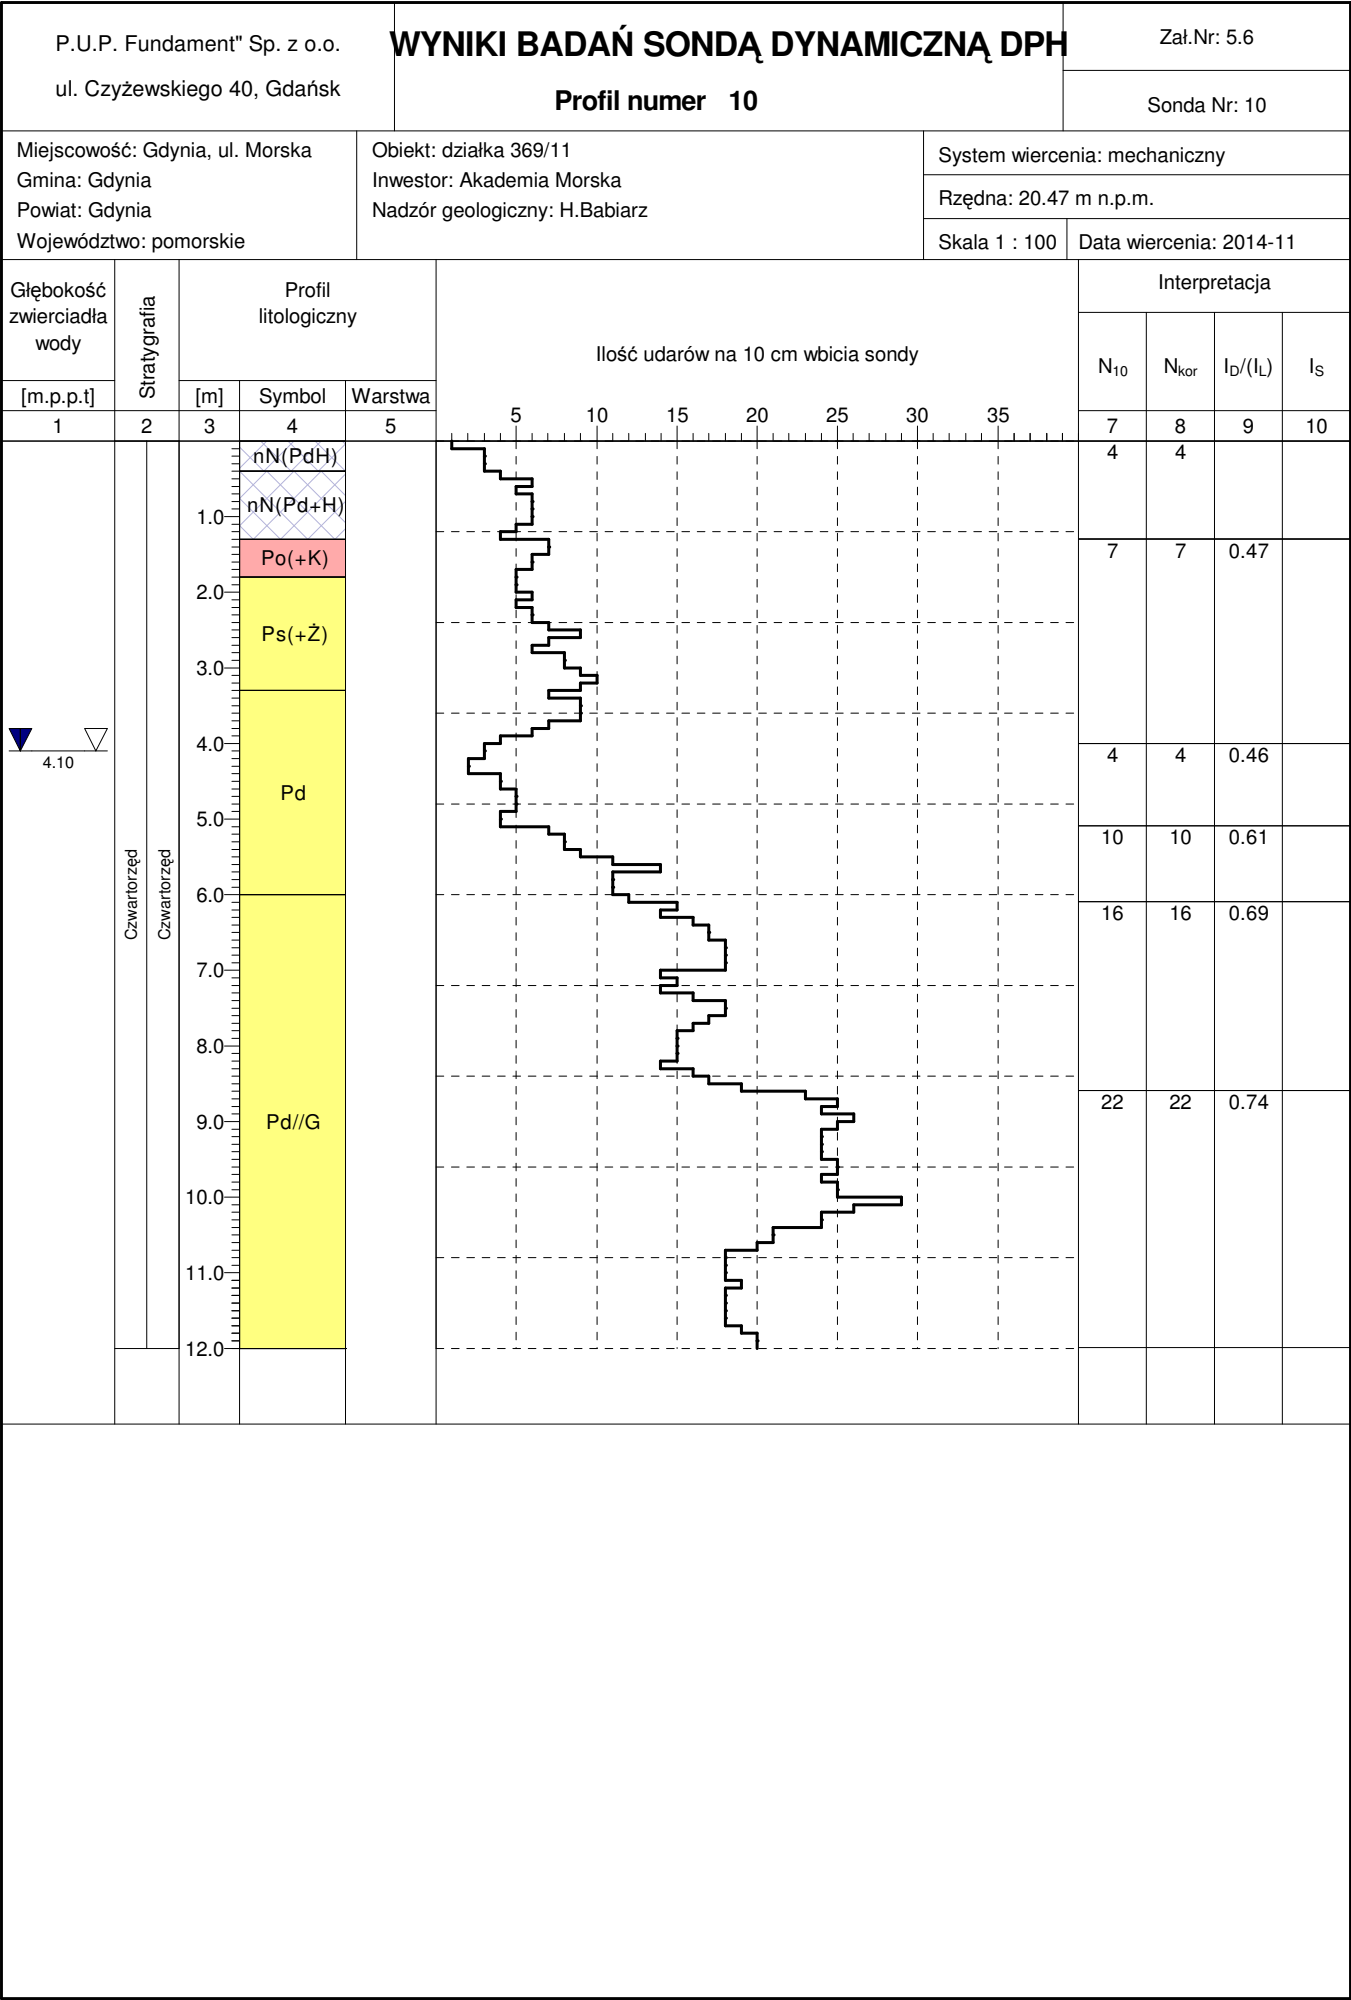 P.U.P. Fundament" Sp. z o.o.
ul. Czyżewskiego 40, Gdańsk
WYNIKI BADAŃ SONDĄ DYNAMICZNĄ DPH
Profil numer 10
Zał.Nr: 5.6
Sonda Nr: 10
Miejscowość: Gdynia, ul. Morska
Gmina: Gdynia
Powiat: Gdynia
Województwo: pomorskie
Obiekt: działka 369/11
Inwestor: Akademia Morska
Nadzór geologiczny: H.Babiarz
System wiercenia: mechaniczny
Rzędna: 20.47 m n.p.m.
Skala 1 : 100
Data wiercenia: 2014-11
Głębokość
zwierciadła
wody
[m.p.p.t]
Stratygrafia
Profil
litologiczny
[m] Symbol Warstwa
Ilość udarów na 10 cm wbicia sondy
5 10 15 20 25 30 35
Interpretacja
N10 Nkor ID/(IL) IS
1 2 3 4 5 7 8 9 10
nN(PdH)
4 4
nN(Pd+H)
1.0
Po(+K)
7 7 0.47
2.0
Ps(+Ż)
3.0
4.0
4.10
4 4 0.46
Pd
5.0
10 10 0.61
6.0
16 16 0.69
Czwartorzęd
Czwartorzęd
7.0
8.0
22 22 0.74
9.0
Pd//G
10.0
11.0
12.0